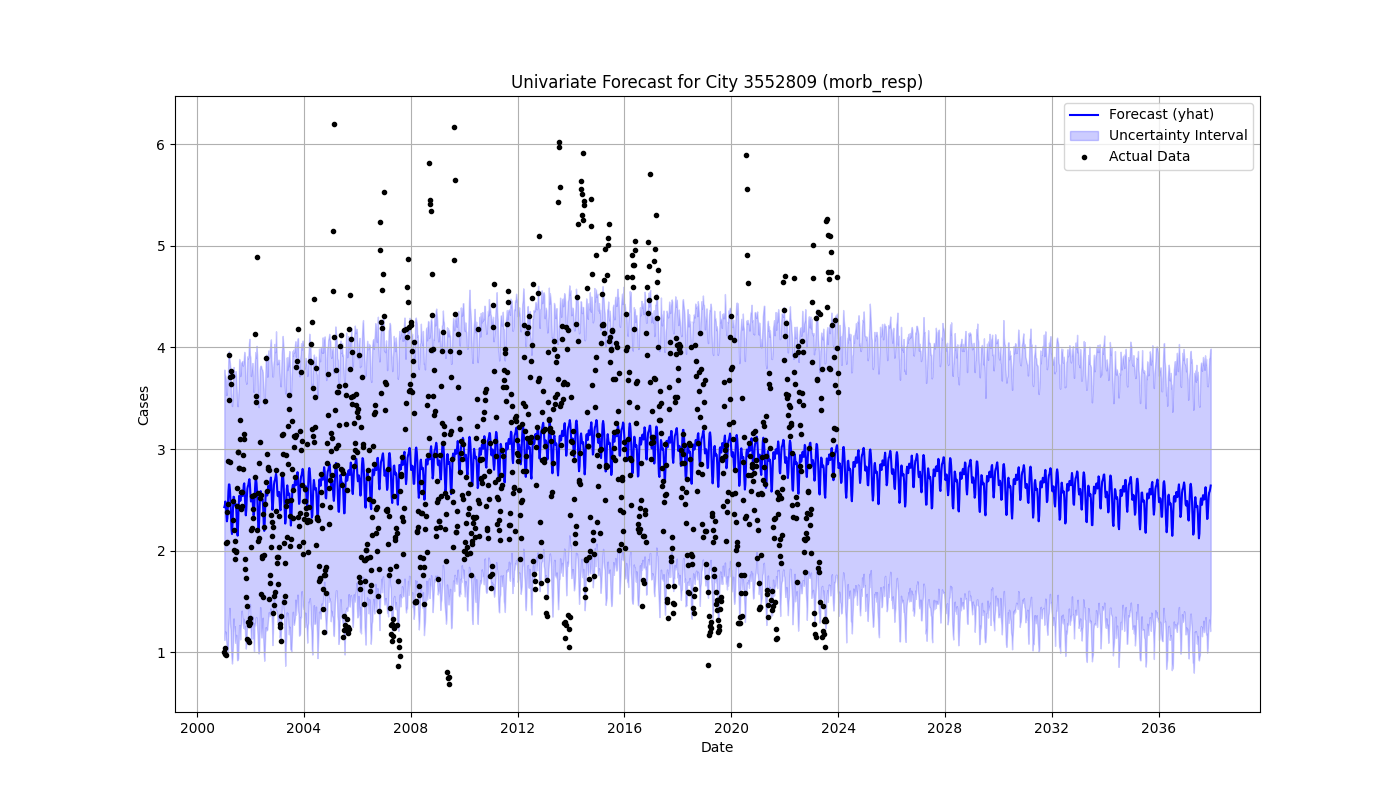 Univariate Forecast for City 3552809 (morb_resp)
Forecast (yhat)
Uncertainty Interval
Actual Data
6
5
4
3
2
1
Cases
2000 2004 2008 2012 2016 2020 2024 2028 2032 2036
Date